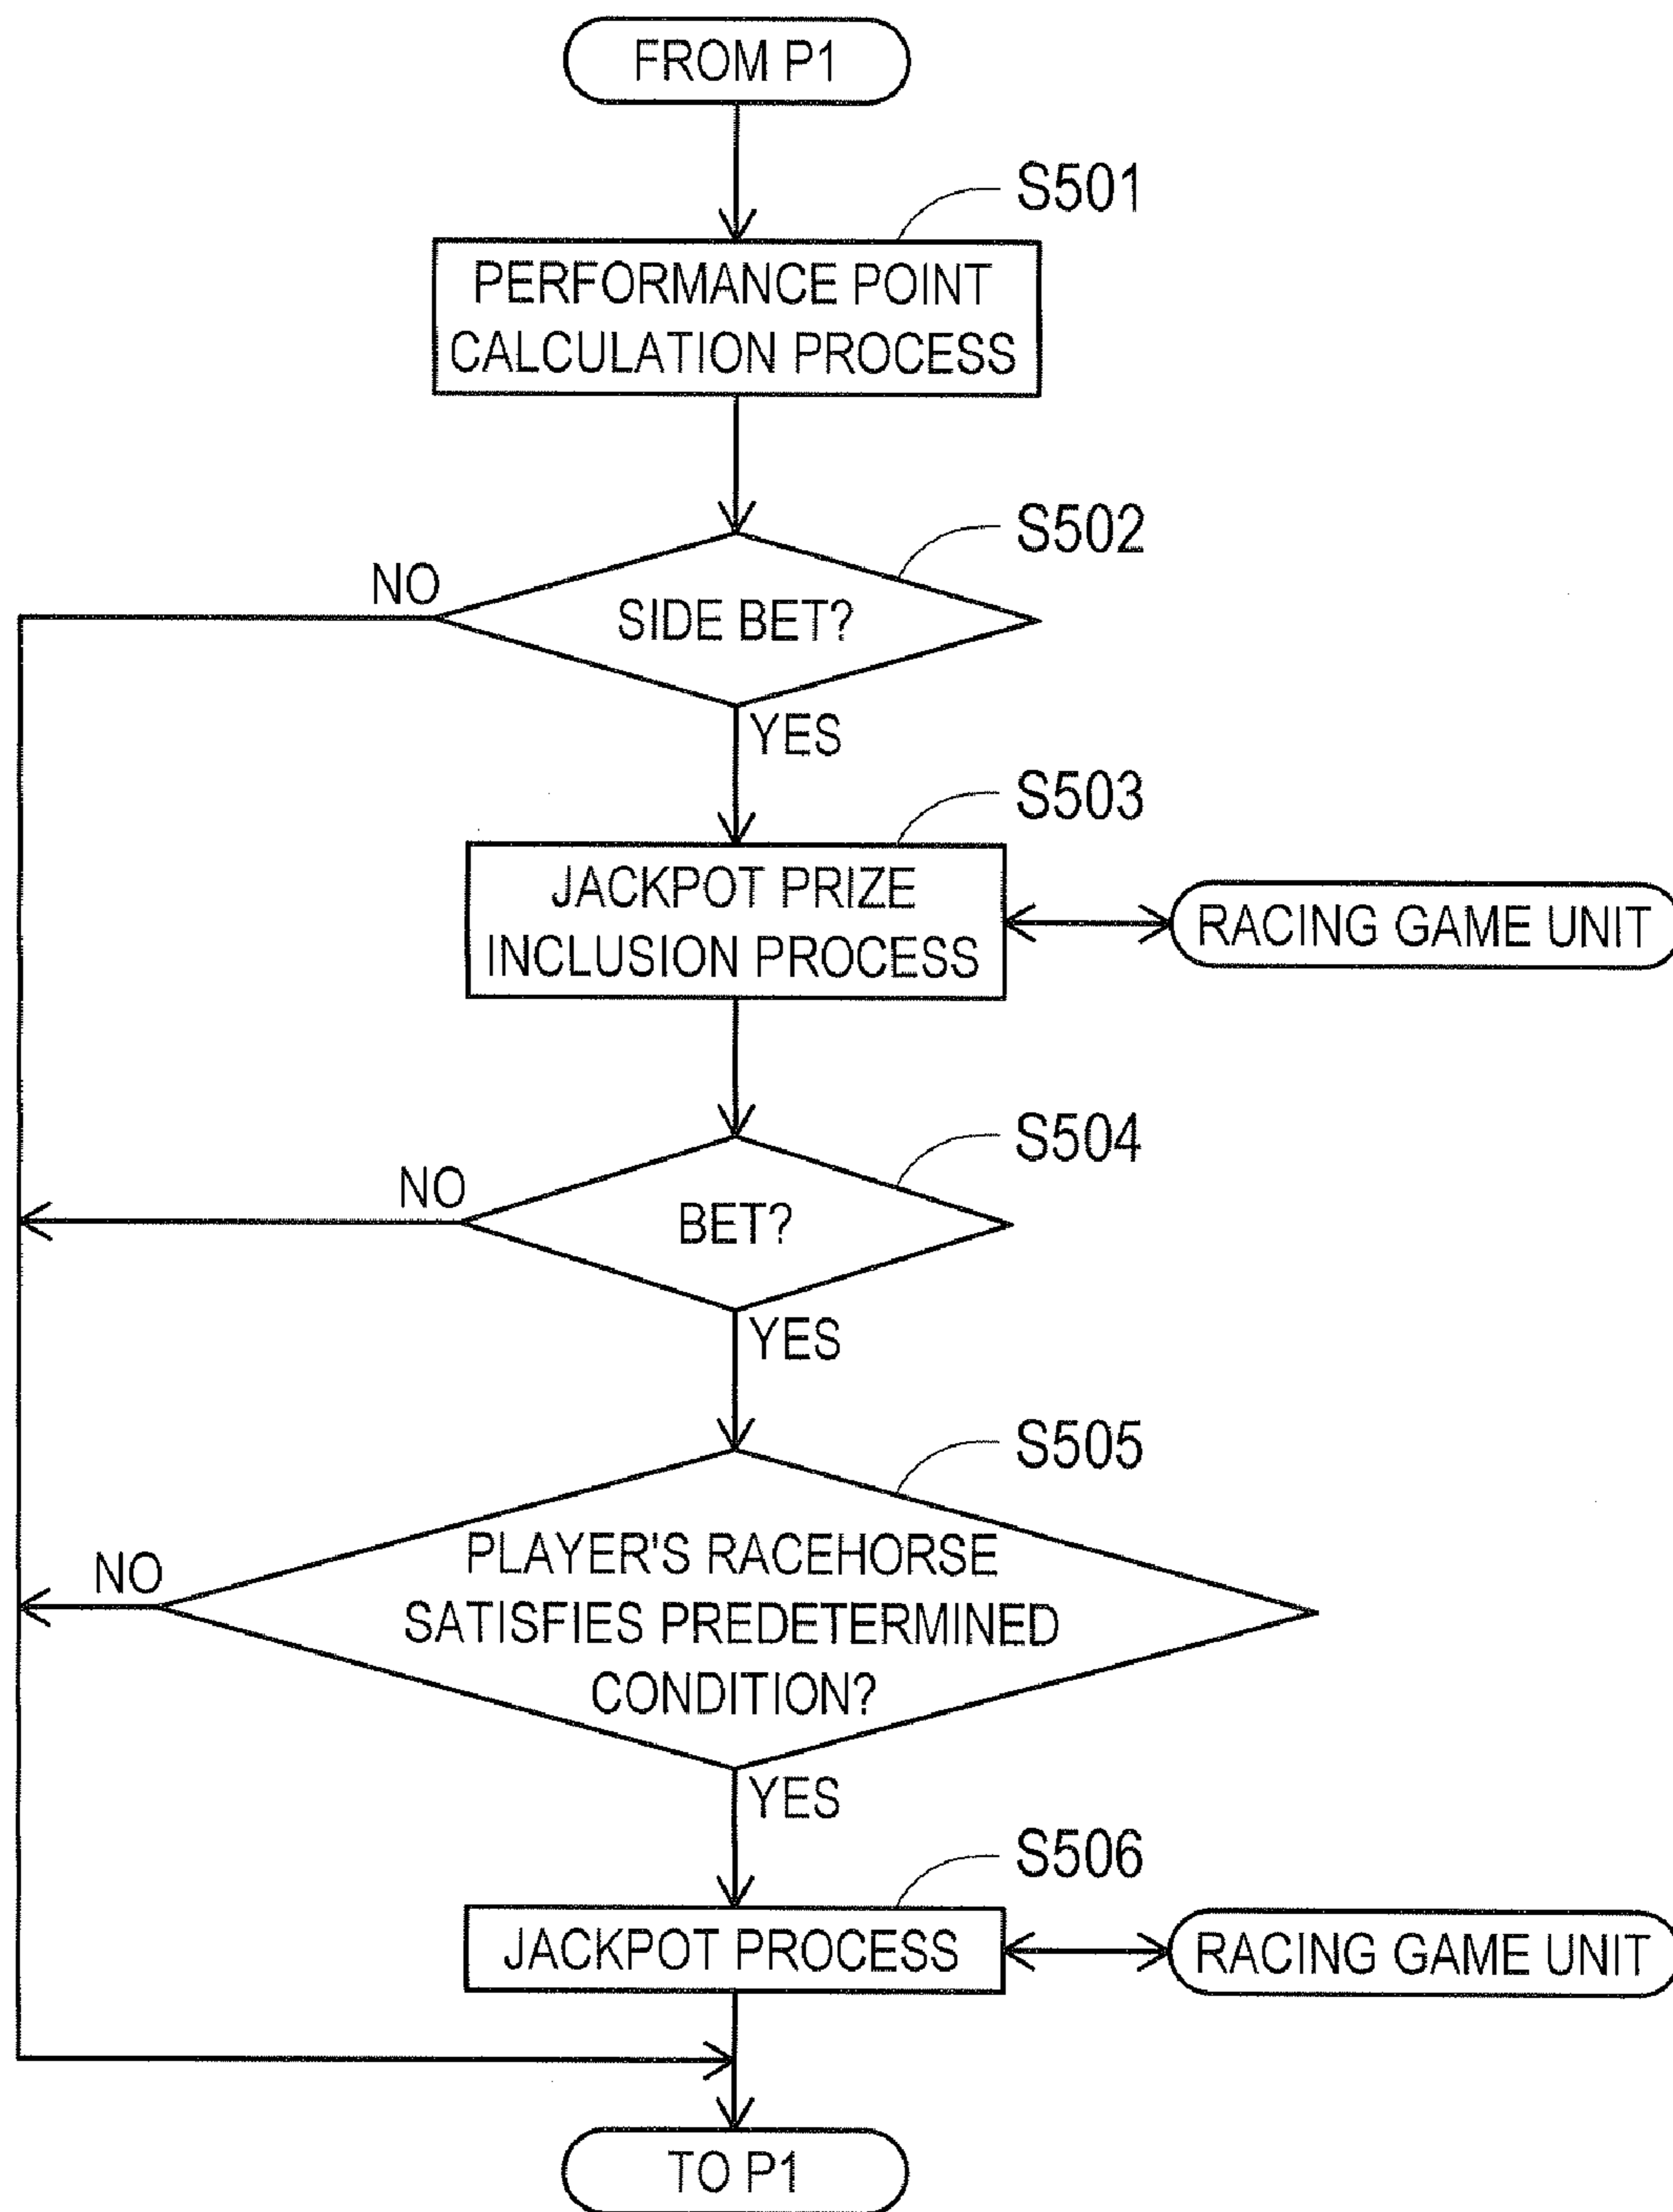 FROM P1
S501
PERFORMANCE POINT
CALCULATION PROCESS
S502
NO
SIDE BET?
YES
S503
JACKPOT PRIZE
INCLUSION PROCESS
RACING GAME UNIT
S504
NO
BET?
YES
S505
NO
PLAYER'S RACEHORSE
SATISFIES PREDETERMINED
CONDITION?
YES
S506
JACKPOT PROCESS
RACING GAME UNIT
TO P1